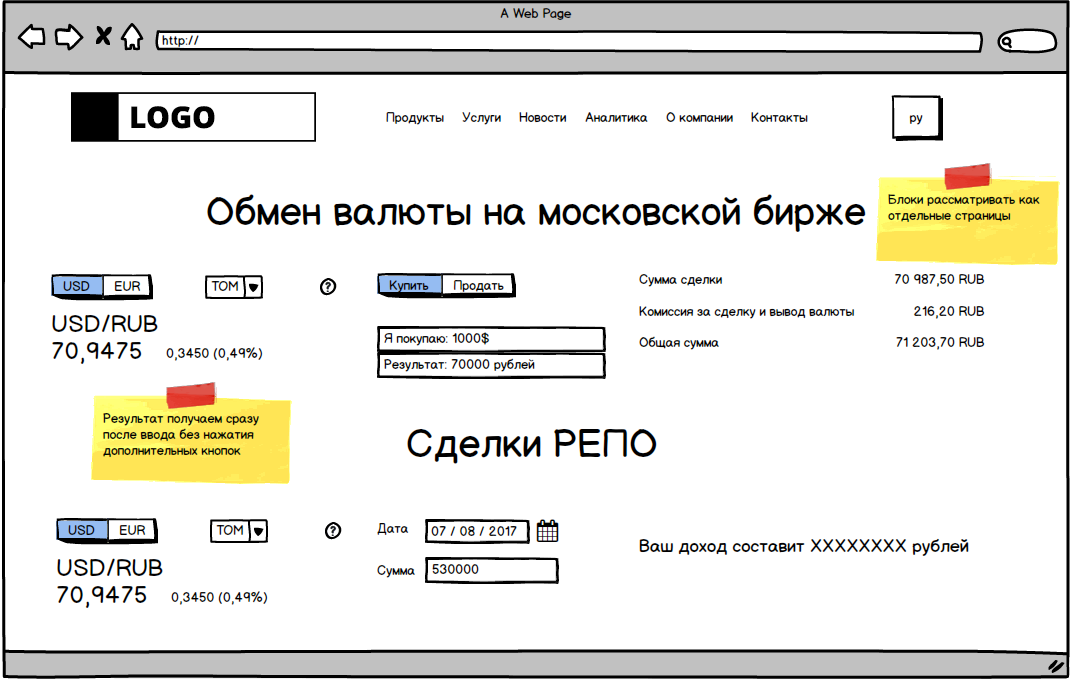 A Web Page
http://
LOGO
Продукты Услуги Новости Аналитика О компании Контакты
ру
Блоки рассматривать как
отдельные страницы
Обмен валюты на московской бирже
USD EUR
TOM
?
Купить Продать
Сумма сделки 70 987,50 RUB
Комиссия за сделку и вывод валюты 216,20 RUB
Общая сумма 71 203,70 RUB
USD/RUB
70,9475 0,3450 (0,49%)
Я покупаю: 1000$
Результат: 70000 рублей
Результат получаем сразу
после ввода без нажатия
дополнительных кнопок
Сделки РЕПО
USD EUR
TOM
?
Дата 07 / 08 / 2017
Сумма 530000
Ваш доход составит XXXXXXXX рублей
USD/RUB
70,9475 0,3450 (0,49%)